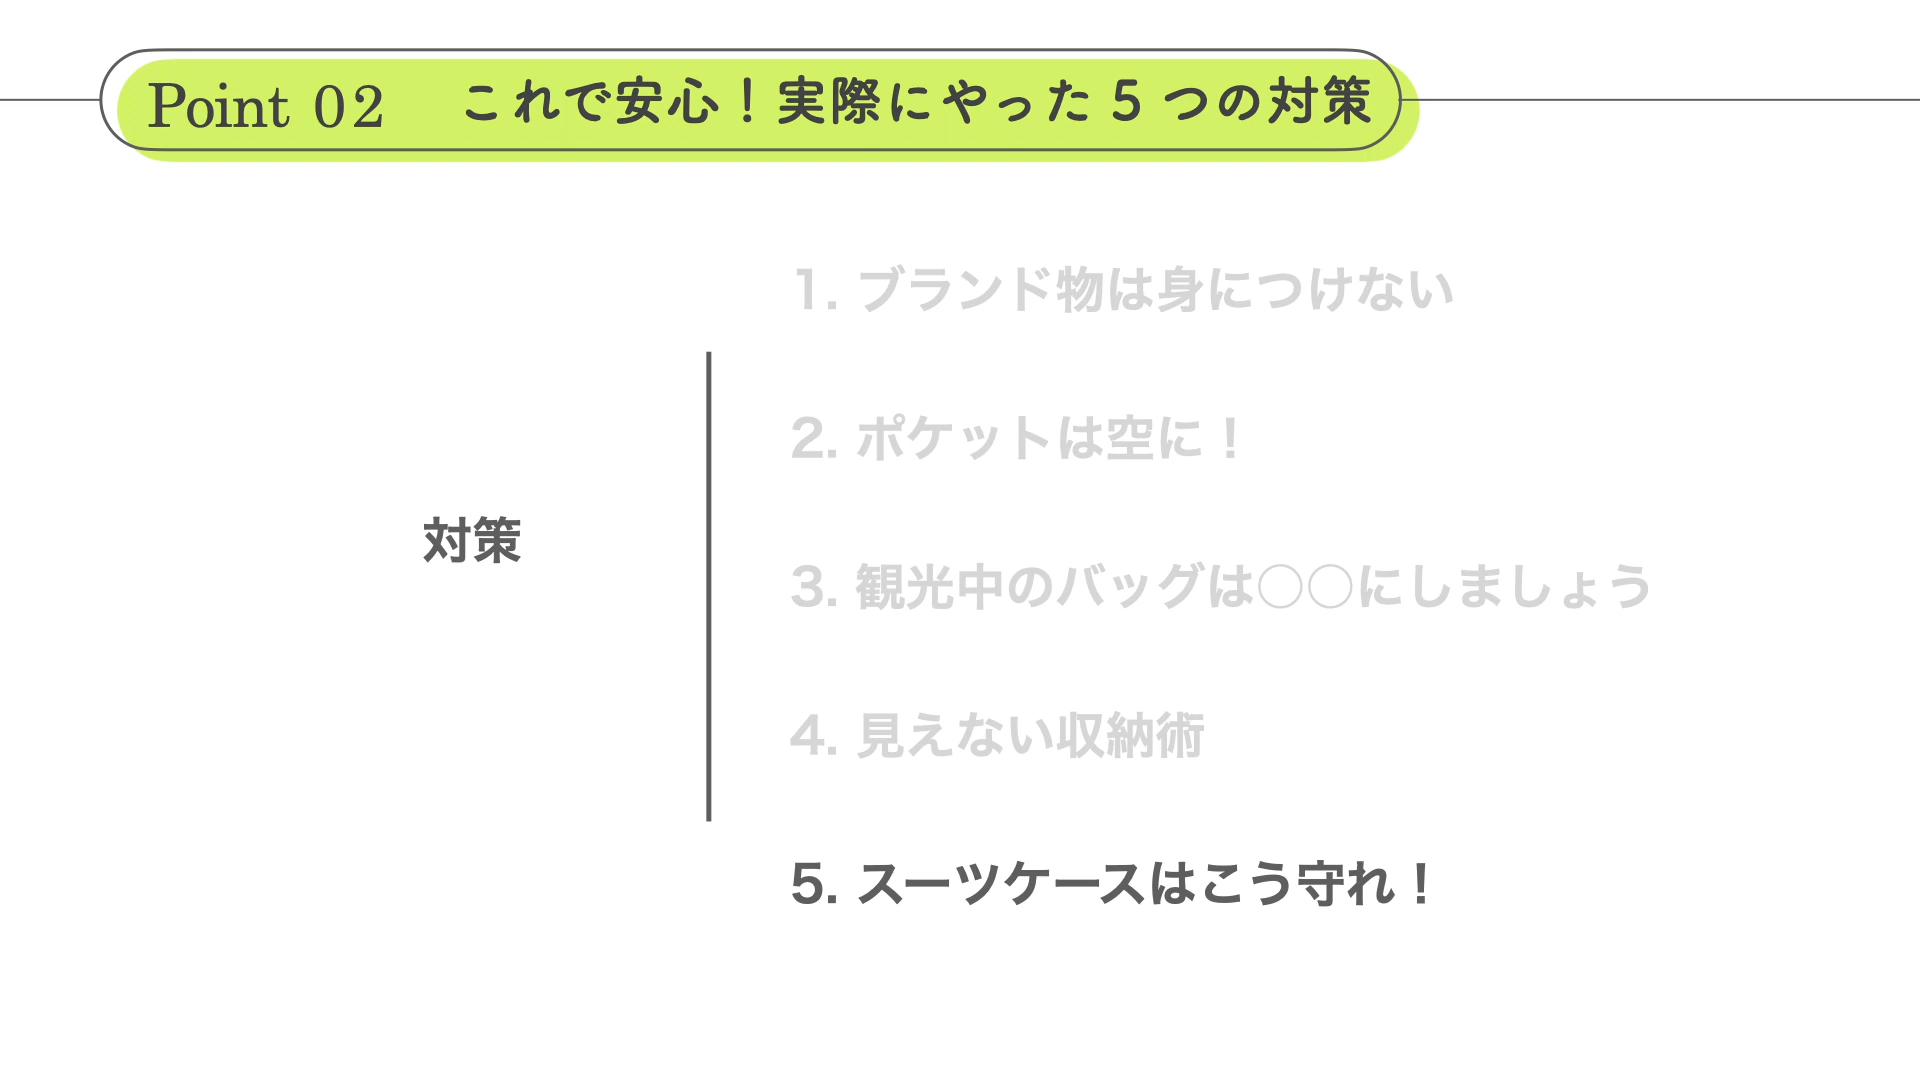 Point 02 これで安心！実際にやった5つの対策
対策
1. ブランド物は身につけない
2. ポケットは空に！
3. 観光中のバッグは◯◯にしましょう
4. 見えない収納術
5. スーツケースはこう守れ！